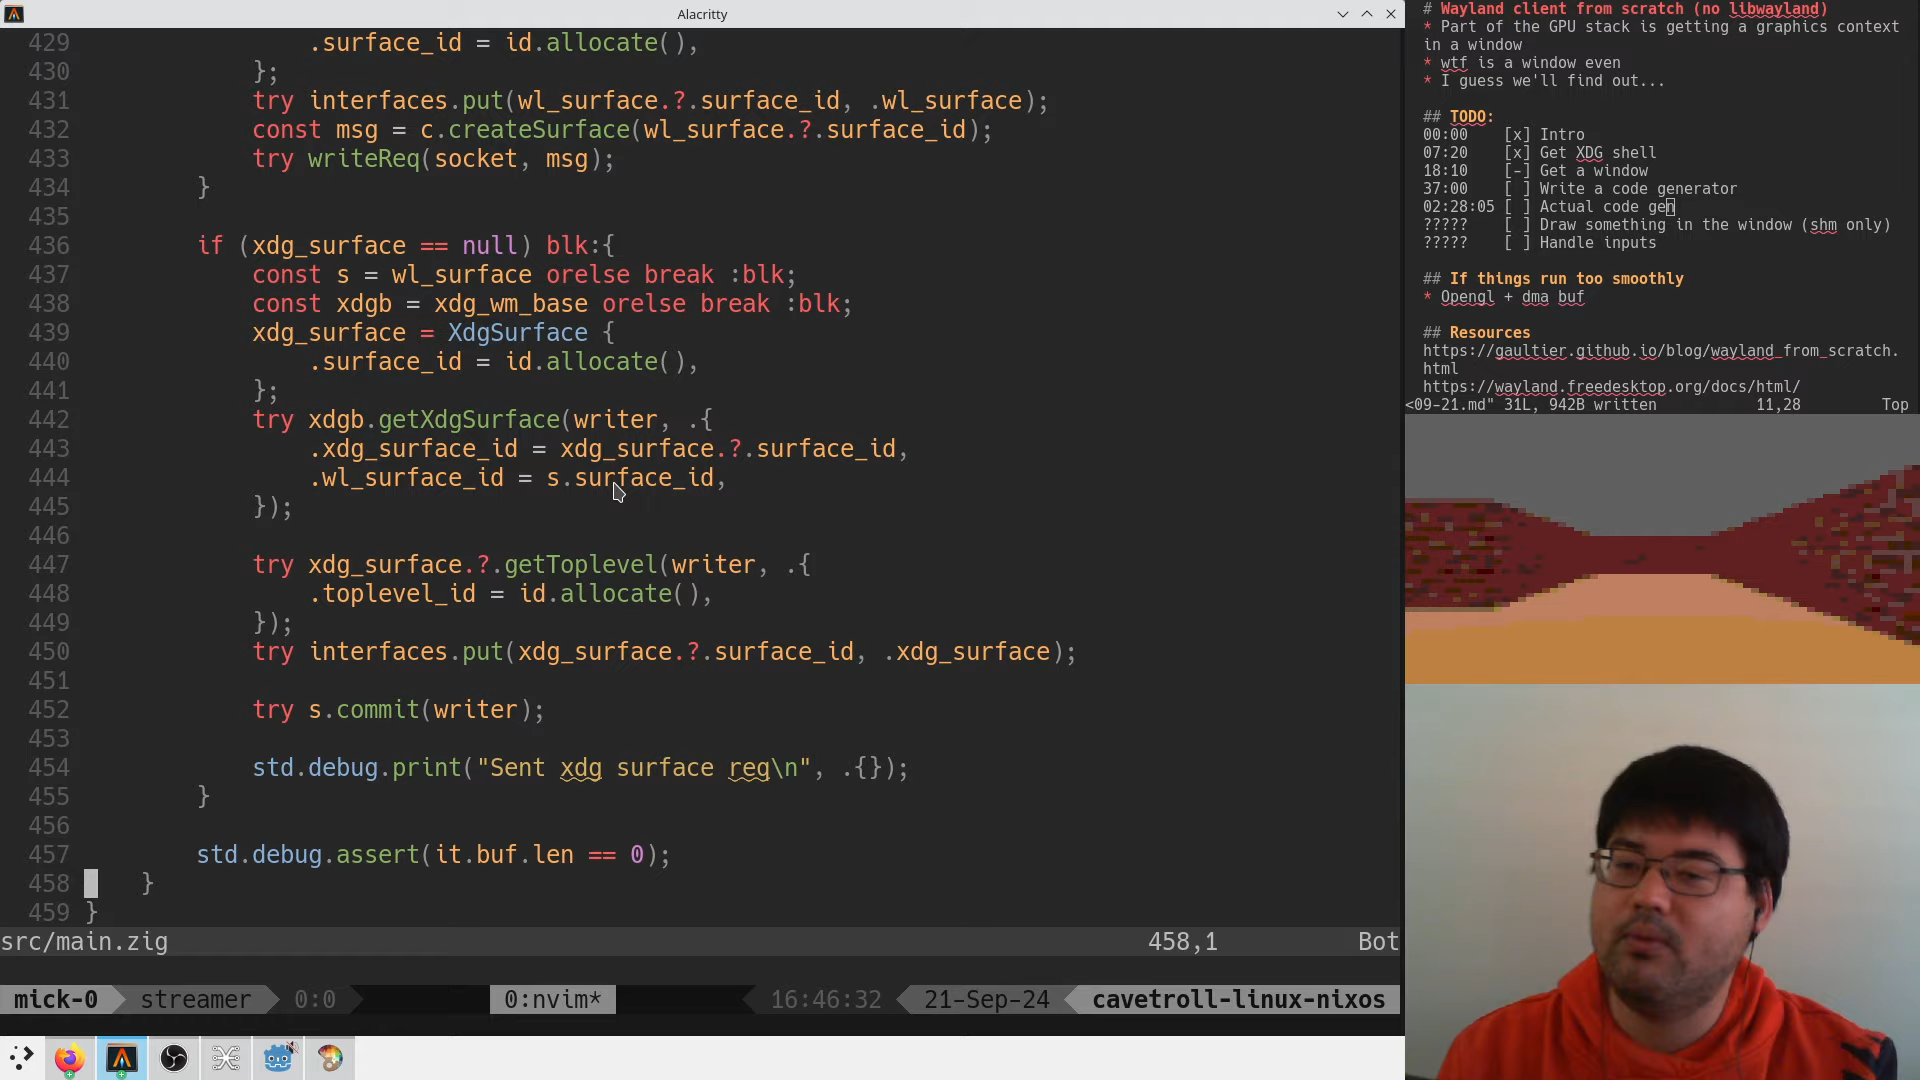 Alacritty
429 .surface_id = id.allocate(),
430 };
431 try interfaces.put(wl_surface.?.surface_id, .wl_surface);
432 const msg = c.createSurface(wl_surface.?.surface_id);
433 try writeReq(socket, msg);
434 }
435
436 if (xdg_surface == null) blk:{
437 const s = wl_surface orelse break :blk;
438 const xdgb = xdg_wm_base orelse break :blk;
439 xdg_surface = XdgSurface {
440 .surface_id = id.allocate(),
441 };
442 try xdgb.getXdgSurface(writer, .{
443 .xdg_surface_id = xdg_surface.?.surface_id,
444 .wl_surface_id = s.surface_id,
445 });
446
447 try xdg_surface.?.getToplevel(writer, .{
448 .toplevel_id = id.allocate(),
449 });
450 try interfaces.put(xdg_surface.?.surface_id, .xdg_surface);
451
452 try s.commit(writer);
453
454 std.debug.print("Sent xdg surface req\n", .{});
455 }
456
457 std.debug.assert(it.buf.len == 0);
458 }
459 }
src/main.zig 458,1 Bot
mick-0 streamer 0:0 0:nvim* 16:46:32 21-Sep-24 cavetroll-linux-nixos
# Wayland client from scratch (no libwayland)
* Part of the GPU stack is getting a graphics context
in a window
* wtf is a window even
* I guess we'll find out...
## TODO:
00:00 [x] Intro
07:20 [x] Get XDG shell
18:10 [-] Get a window
37:00 [ ] Write a code generator
02:28:05 [ ] Actual code gen
????? [ ] Draw something in the window (shm only)
????? [ ] Handle inputs
## If things run too smoothly
* Opengl + dma buf
## Resources
https://gaultier.github.io/blog/wayland_from_scratch.
html
https://wayland.freedesktop.org/docs/html/
<09-21.md" 31L, 942B written 11,28 Top